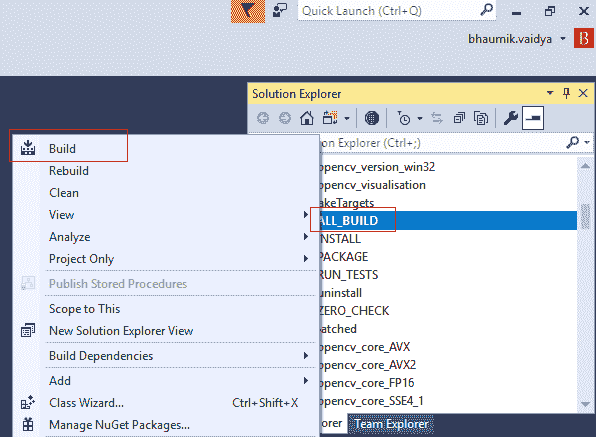 Quick Launch (Ctrl+Q)
bhaumik.vaidya
B
Solution Explorer
on Explorer (Ctrl+;)
opencv_version_win32
opencv_visualisation
akeTargets
ALL_BUILD
INSTALL
PACKAGE
RUN_TESTS
uninstall
ZERO_CHECK
patched
opencv_core_AVX
opencv_core_AVX2
opencv_core_FP16
opencv_core_SSE4_1
orer
Team Explorer
Build
Rebuild
Clean
View
Analyze
Project Only
Publish Stored Procedures
Scope to This
New Solution Explorer View
Build Dependencies
Add
Class Wizard... Ctrl+Shift+X
Manage NuGet Packages...